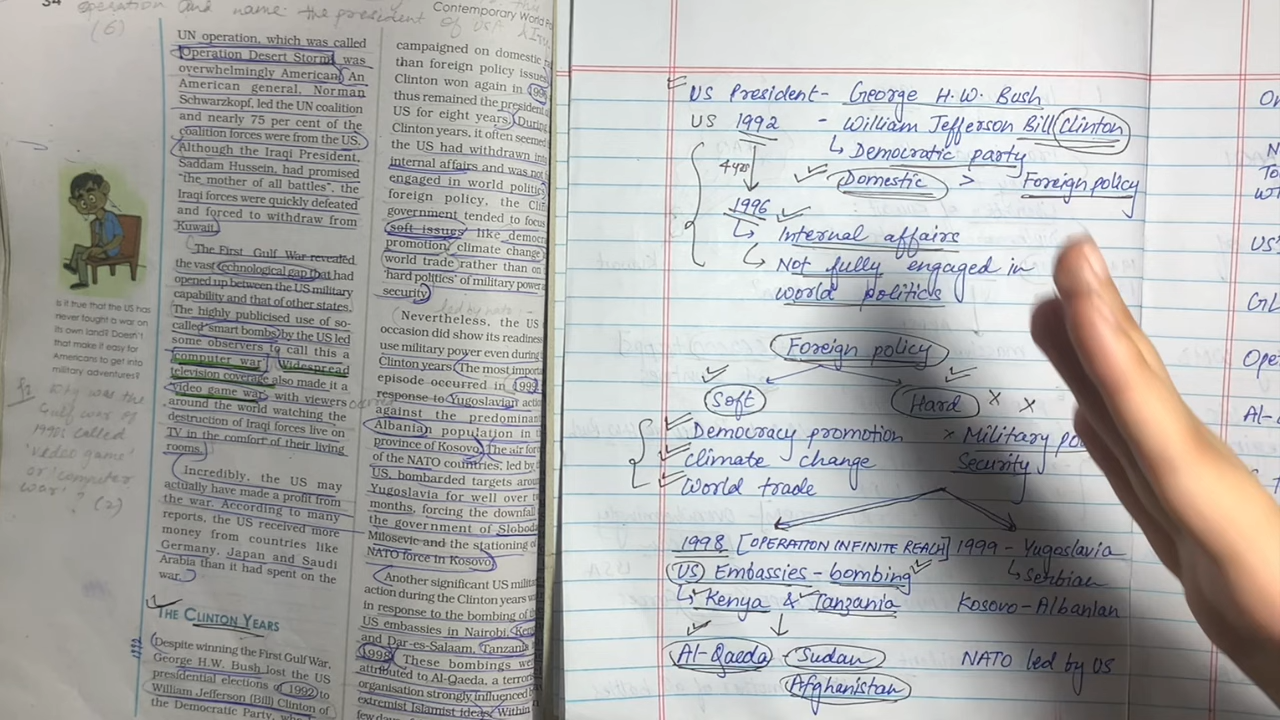 34 operation and name the president of USA
(6)
Contemporary World Po
UN operation, which was called
Operation Desert Storm, was
overwhelmingly American. An
American general, Norman
Schwarzkopf, led the UN coalition
and nearly 75 per cent of the
coalition forces were from the US.
Although the Iraqi President,
Saddam Hussein, had promised
"the mother of all battles", the
Iraqi forces were quickly defeated
and forced to withdraw from
Kuwait.
The First Gulf War revealed
the vast technological gap that had
opened up between the US military
capability and that of other states.
The highly publicised use of so-
called 'smart bombs' by the US led
some observers to call this a
'computer war'. Widespread
television coverage also made it a
'video game war', with viewers
around the world watching the
destruction of Iraqi forces live on
TV in the comfort of their living
rooms.
Incredibly, the US may
actually have made a profit from
the war. According to many
reports, the US received more
money from countries like
Germany, Japan and Saudi
Arabia than it had spent on the
war.
THE CLINTON YEARS
1992
Despite winning the First Gulf War,
George H.W. Bush lost the US
presidential elections of 1992 to
William Jefferson (Bill) Clinton of
the Democratic Party, who
Is it true that the US has
never fought a war on
its own land? Doesn't
that make it easy for
Americans to get into
military adventures?
Why was the
Gulf war of
1990s called
'video game'
or 'computer
war'? (2)
campaigned on domestic
than foreign policy issues
Clinton won again in 199
thus remained the president
US for eight years. During
Clinton years, it often seemed
the US had withdrawn into
internal affairs and was not
engaged in world politics
foreign policy, the Clin
government tended to focus
'soft issues' like democ
promotion, climate change
world trade rather than on
'hard politics' of military power
security.
led by nato
Nevertheless, the US
occasion did show its readiness
use military power even during
Clinton years. The most importa
episode occurred in 1999
response to Yugoslavian acti
against the predominan
Albanian population in t
province of Kosovo. The air for
of the NATO countries, led by
US, bombarded targets arou
Yugoslavia for well over t
months, forcing the downfall
the government of Slobod
Milosevic and the stationing of
NATO force in Kosovo.
Another significant US milita
action during the Clinton years w
in response to the bombing of t
US embassies in Nairobi, Ken
and Dar-es-Salaam, Tanzania
1998. These bombings we
attributed to Al-Qaeda, a terror
organisation strongly influenced b
extremist Islamist ideas. Within
few days
US President - George H.W. Bush
US 1992 - William Jefferson Bill Clinton
↳ Democratic party
4 yrs Domestic > Foreign policy
1996
↳ Internal affairs
↳ Not fully engaged in
world politics
Foreign policy
Soft Hard × ×
Democracy promotion × Military po
climate change Security
World trade
1998 [OPERATION INFINITE REACH] 1999 - Yugoslavia
US Embassies - bombing ↳ Serbian
↳ Kenya & Tanzania Kosovo - Albanian
Al-Qaeda - Sudan NATO led by US
Afghanistan
US'
Ope
Al-